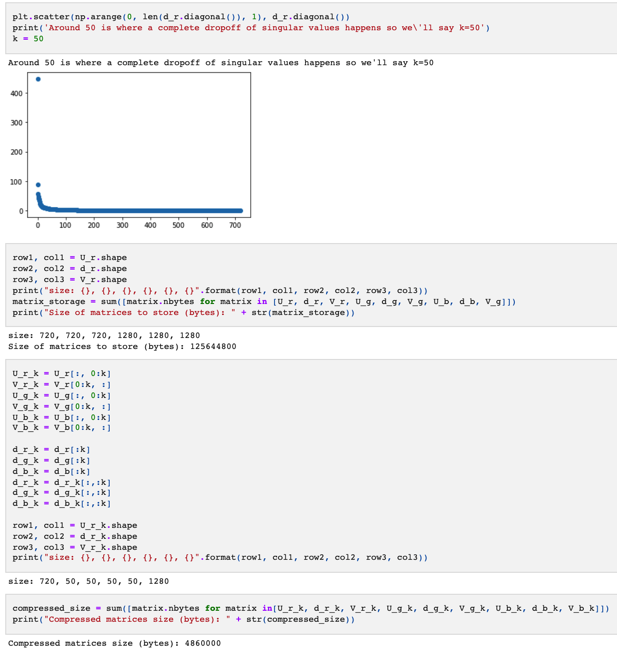 plt.scatter(np.arange(0, len(d_r.diagonal()), 1), d_r.diagonal())
print('Around 50 is where a complete dropoff of singular values happens so we\'ll say k=50')
k = 50
Around 50 is where a complete dropoff of singular values happens so we'll say k=50
400
300
200
100
0
0 100 200 300 400 500 600 700
row1, col1 = U_r.shape
row2, col2 = d_r.shape
row3, col3 = V_r.shape
print("size: {}, {}, {}, {}, {}, {}".format(row1, col1, row2, col2, row3, col3))
matrix_storage = sum([matrix.nbytes for matrix in [U_r, d_r, V_r, U_g, d_g, V_g, U_b, d_b, V_g]])
print("Size of matrices to store (bytes): " + str(matrix_storage))
size: 720, 720, 720, 1280, 1280, 1280
Size of matrices to store (bytes): 125644800
U_r_k = U_r[:, 0:k]
V_r_k = V_r[0:k, :]
U_g_k = U_g[:, 0:k]
V_g_k = V_g[0:k, :]
U_b_k = U_b[:, 0:k]
V_b_k = V_b[0:k, :]
d_r_k = d_r[:k]
d_g_k = d_g[:k]
d_b_k = d_b[:k]
d_r_k = d_r_k[:,:k]
d_g_k = d_g_k[:,:k]
d_b_k = d_b_k[:,:k]
row1, col1 = U_r_k.shape
row2, col2 = d_r_k.shape
row3, col3 = V_r_k.shape
print("size: {}, {}, {}, {}, {}, {}".format(row1, col1, row2, col2, row3, col3))
size: 720, 50, 50, 50, 50, 1280
compressed_size = sum([matrix.nbytes for matrix in[U_r_k, d_r_k, V_r_k, U_g_k, d_g_k, V_g_k, U_b_k, d_b_k, V_b_k]])
print("Compressed matrices size (bytes): " + str(compressed_size))
Compressed matrices size (bytes): 4860000